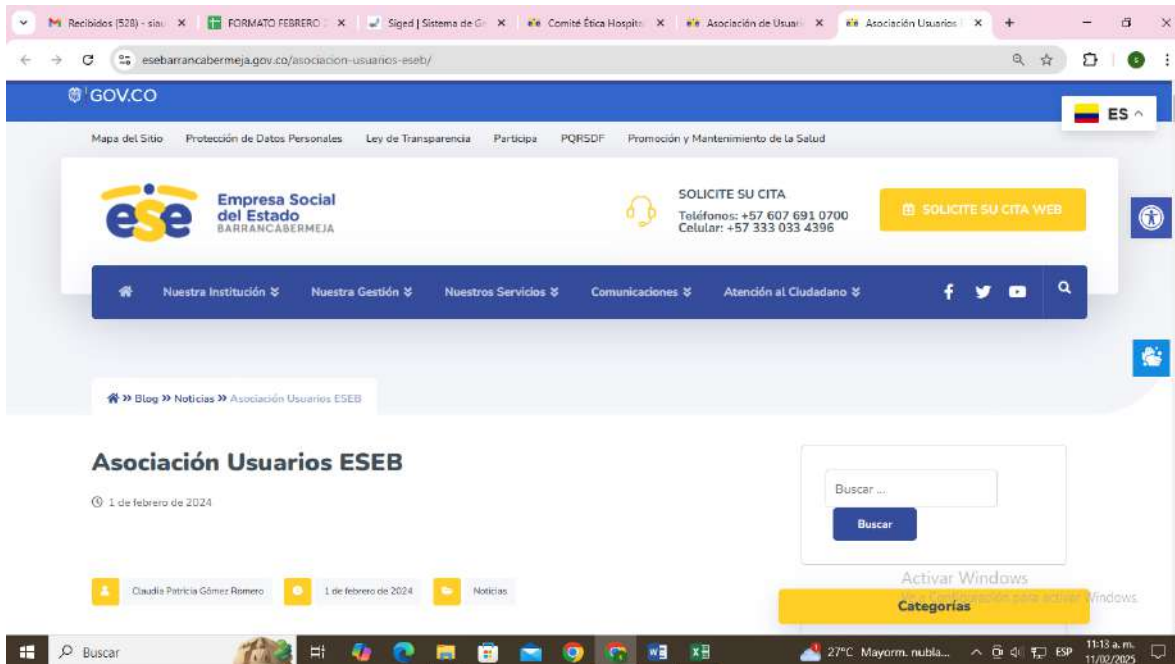 Recibidos (528) - siau
FORMATO FEBRERO
Siged | Sistema de G
Comité Ética Hospita
Asociación de Usuari
Asociación Usuarios
esebarrancabermeja.gov.co/asociacion-usuarios-eseb/
GOV.CO
ES
Mapa del Sitio Protección de Datos Personales Ley de Transparencia Participa PQRSDF Promoción y Mantenimiento de la Salud
ese
Empresa Social
del Estado
BARRANCABERMEJA
SOLICITE SU CITA
Teléfonos: +57 607 691 0700
Celular: +57 333 033 4396
SOLICITE SU CITA WEB
Nuestra Institución Nuestra Gestión Nuestros Servicios Comunicaciones Atención al Ciudadano
» Blog » Noticias » Asociación Usuarios ESEB
Asociación Usuarios ESEB
1 de febrero de 2024
Buscar ...
Buscar
Claudia Patricia Gómez Romero 1 de febrero de 2024 Noticias
Activar Windows
Ve a Configuración para activar Windows.
Categorías
Buscar
27°C Mayorm. nubla... ESP
11:13 a. m.
11/02/2025